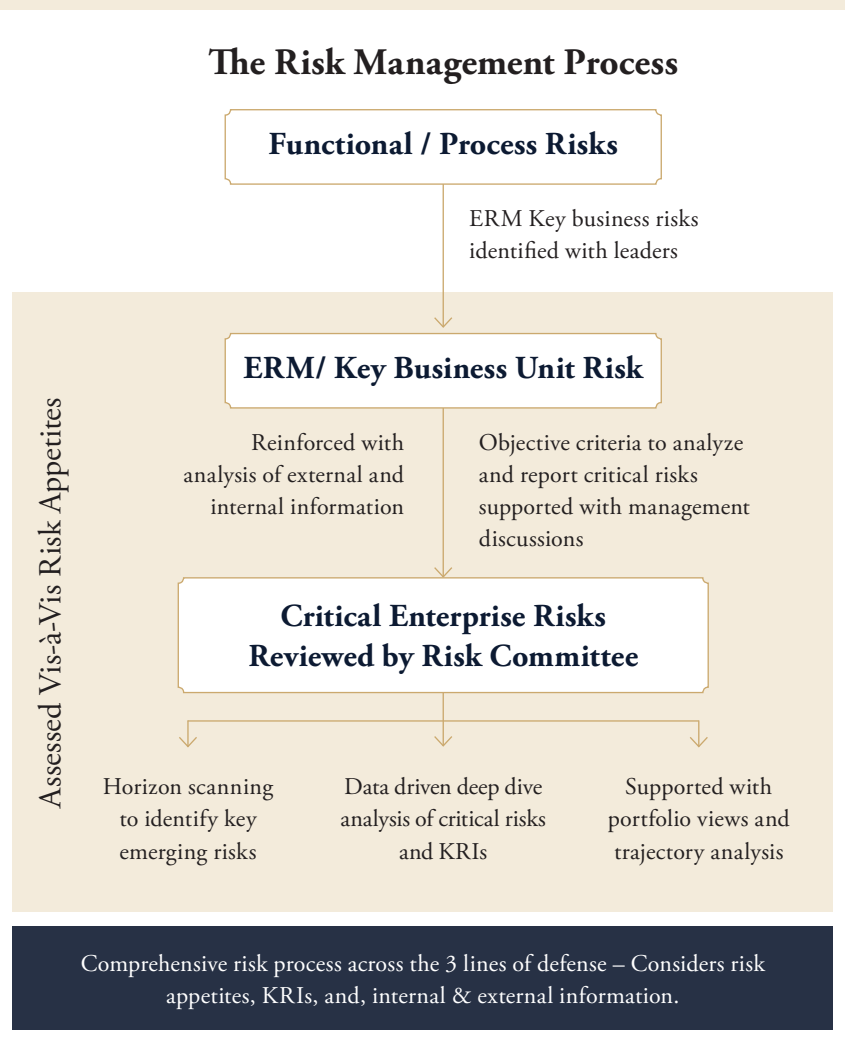 The Risk Management Process
Functional / Process Risks
ERM Key business risks
identified with leaders
ERM/ Key Business Unit Risk
Reinforced with
analysis of external and
internal information
Objective criteria to analyze
and report critical risks
supported with management
discussions
Assessed Vis-à-Vis Risk Appetites
Critical Enterprise Risks
Reviewed by Risk Committee
Horizon scanning
to identify key
emerging risks
Data driven deep dive
analysis of critical risks
and KRIs
Supported with
portfolio views and
trajectory analysis
Comprehensive risk process across the 3 lines of defense – Considers risk
appetites, KRIs, and, internal & external information.